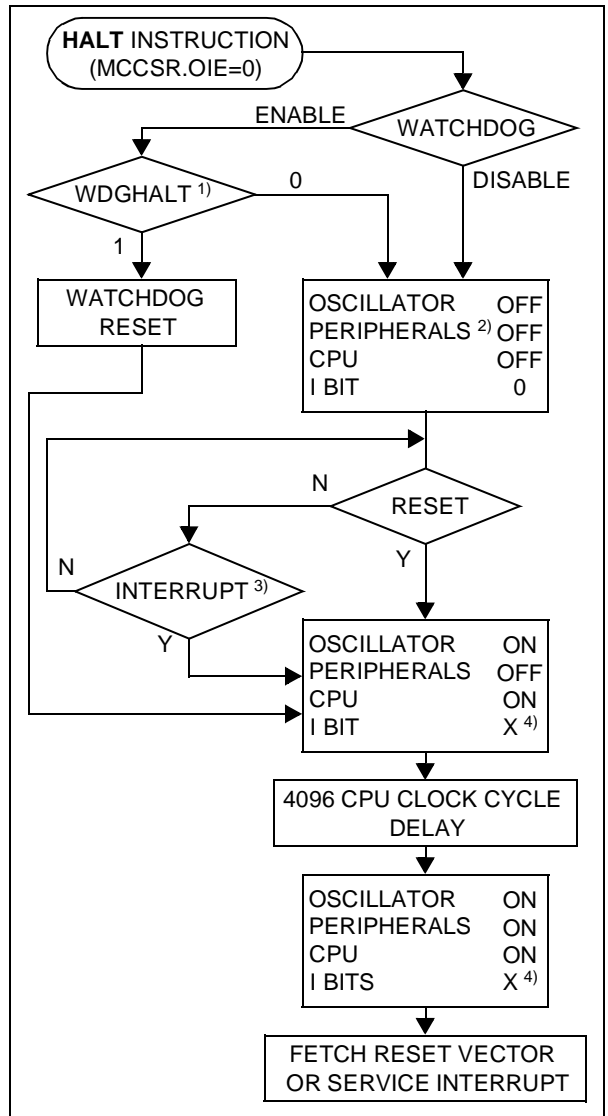 HALT INSTRUCTION
(MCCSR.OIE=0)
ENABLE
WATCHDOG
WDGHALT 1)
0
DISABLE
1
WATCHDOG
RESET
OSCILLATOR OFF
PERIPHERALS 2) OFF
CPU OFF
I BIT 0
N
RESET
Y
N
INTERRUPT 3)
Y
OSCILLATOR ON
PERIPHERALS OFF
CPU ON
I BIT X 4)
4096 CPU CLOCK CYCLE
DELAY
OSCILLATOR ON
PERIPHERALS ON
CPU ON
I BITS X 4)
FETCH RESET VECTOR
OR SERVICE INTERRUPT